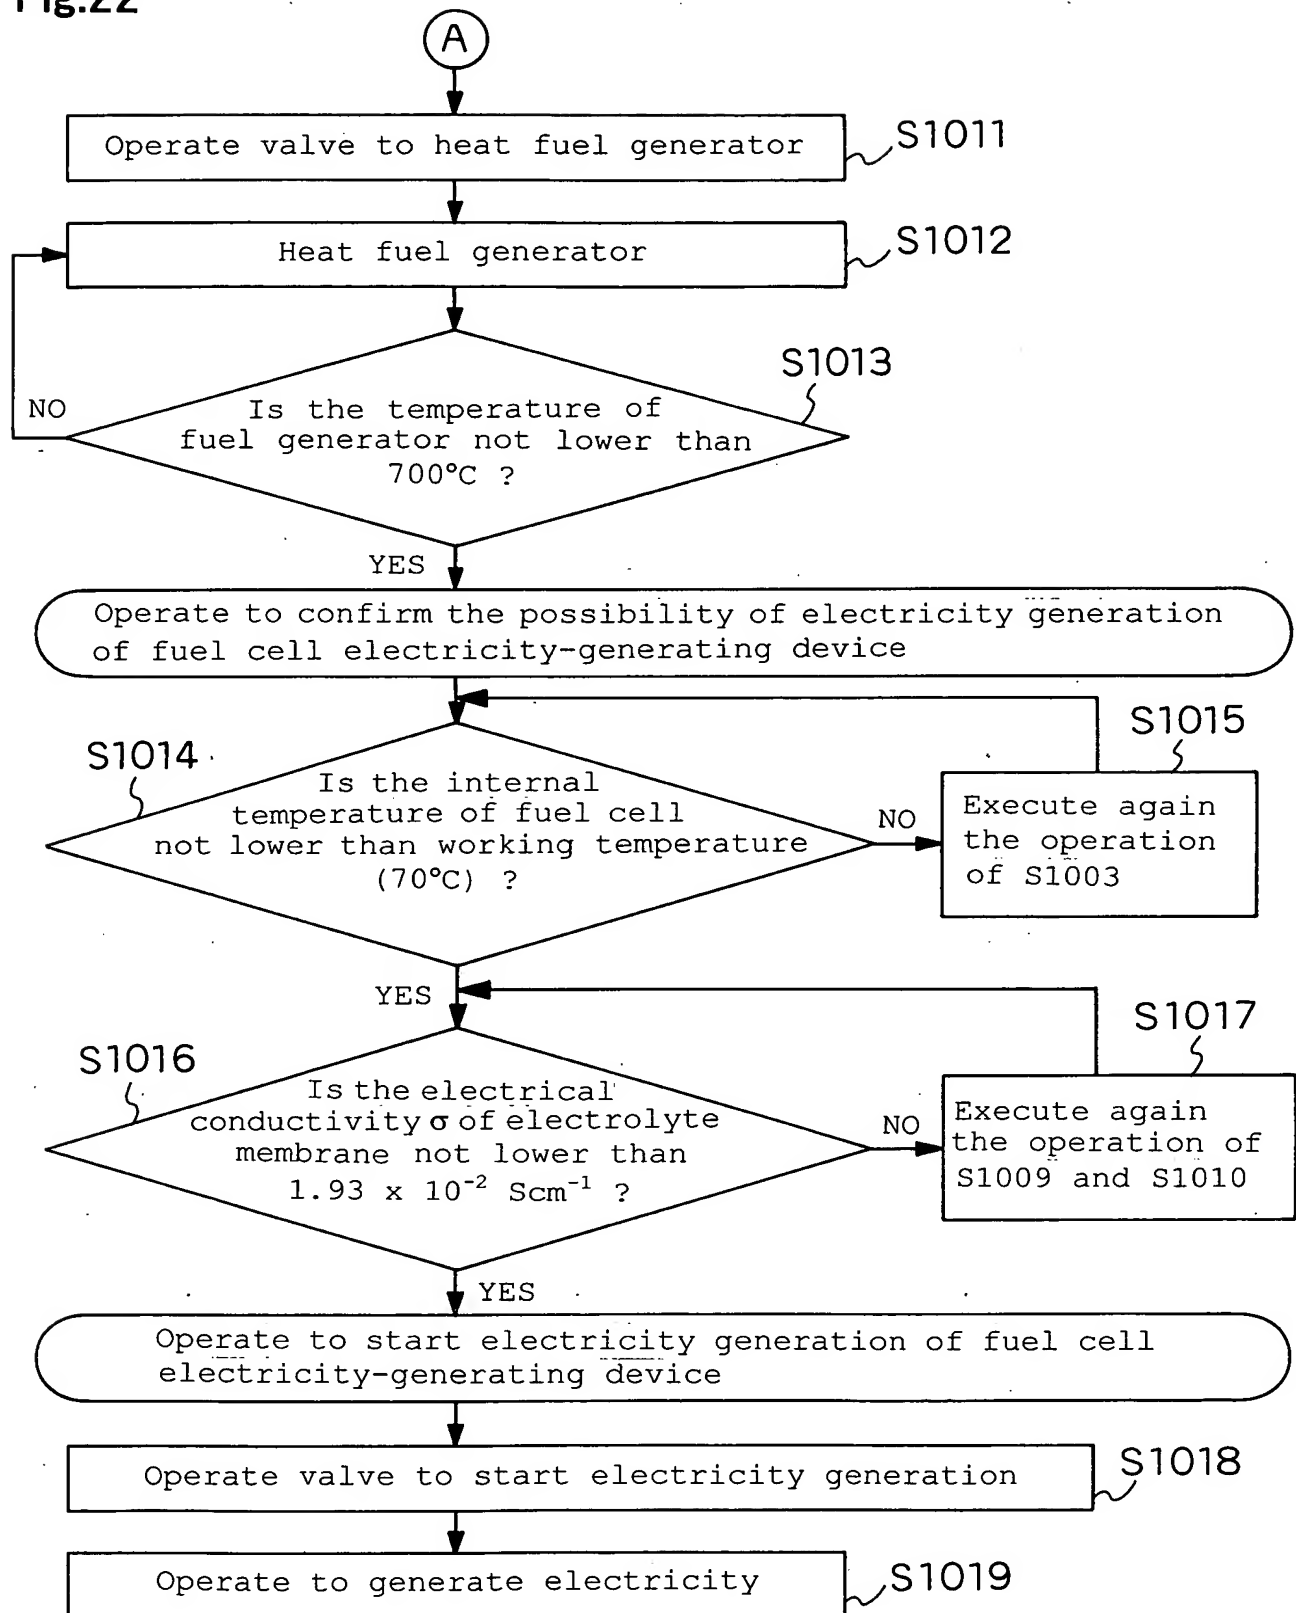 Fig.22
A
Operate valve to heat fuel generator
S1011
Heat fuel generator
S1012
S1013
NO
Is the temperature of
fuel generator not lower than
700°C ?
YES
Operate to confirm the possibility of electricity generation
of fuel cell electricity-generating device
S1014
Is the internal
temperature of fuel cell
not lower than working temperature
(70°C) ?
NO
S1015
Execute again
the operation
of S1003
YES
S1016
Is the electrical
conductivity σ of electrolyte
membrane not lower than
1.93 x 10⁻² Scm⁻¹ ?
NO
S1017
Execute again
the operation of
S1009 and S1010
YES
Operate to start electricity generation of fuel cell
electricity-generating device
Operate valve to start electricity generation
S1018
Operate to generate electricity
S1019